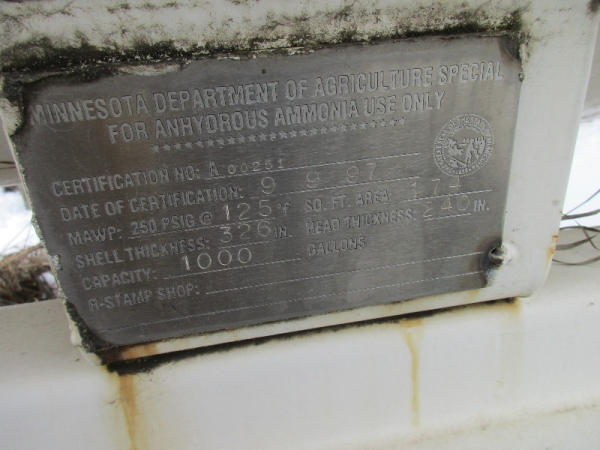 MINNESOTA DEPARTMENT OF AGRICULTURE SPECIAL
FOR ANHYDROUS AMMONIA USE ONLY
CERTIFICATION NO: A 00251
DATE OF CERTIFICATION: 9 9 97
MAWP: 250 PSIG @ 125 °F SQ. FT. AREA: 174
SHELL THICKNESS: 326 IN. HEAD THICKNESS: 240 IN.
CAPACITY: 1000 GALLONS
R-STAMP SHOP: